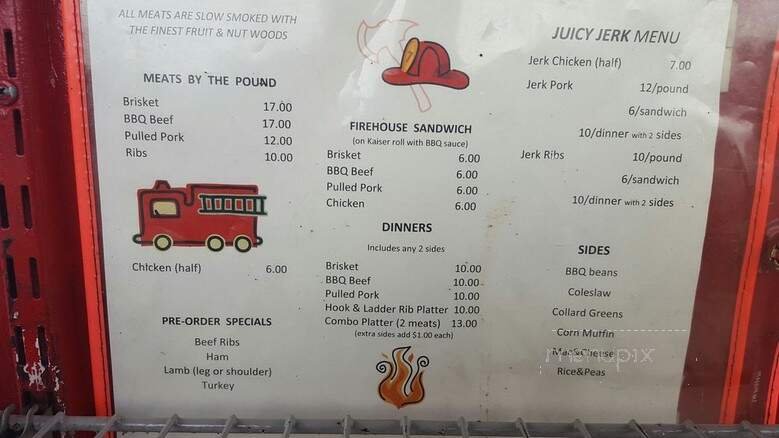 ALL MEATS ARE SLOW SMOKED WITH
THE FINEST FRUIT & NUT WOODS
MEATS BY THE POUND
Brisket 17.00
BBQ Beef 17.00
Pulled Pork 12.00
Ribs 10.00
Chicken (half) 6.00
PRE-ORDER SPECIALS
Beef Ribs
Ham
Lamb (leg or shoulder)
Turkey
FIREHOUSE SANDWICH
(on Kaiser roll with BBQ sauce)
Brisket 6.00
BBQ Beef 6.00
Pulled Pork 6.00
Chicken 6.00
DINNERS
Includes any 2 sides
Brisket 10.00
BBQ Beef 10.00
Pulled Pork 10.00
Hook & Ladder Rib Platter 10.00
Combo Platter (2 meats) 13.00
(extra sides add $1.00 each)
JUICY JERK MENU
Jerk Chicken (half) 7.00
Jerk Pork 12/pound
6/sandwich
10/dinner with 2 sides
Jerk Ribs 10/pound
6/sandwich
10/dinner with 2 sides
SIDES
BBQ beans
Coleslaw
Collard Greens
Corn Muffin
Mac&Cheese
Rice&Peas
menupix